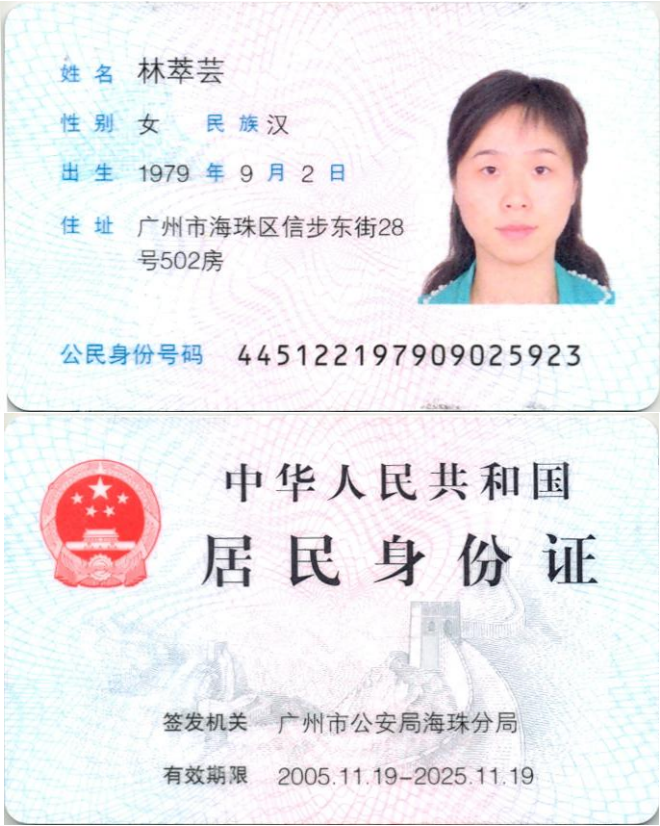 姓名 林萃芸
性别 女 民族 汉
出生 1979 年 9 月 2 日
住址 广州市海珠区信步东街28
号502房
公民身份号码 445122197909025923
中华人民共和国
居民身份证
签发机关 广州市公安局海珠分局
有效期限 2005.11.19-2025.11.19